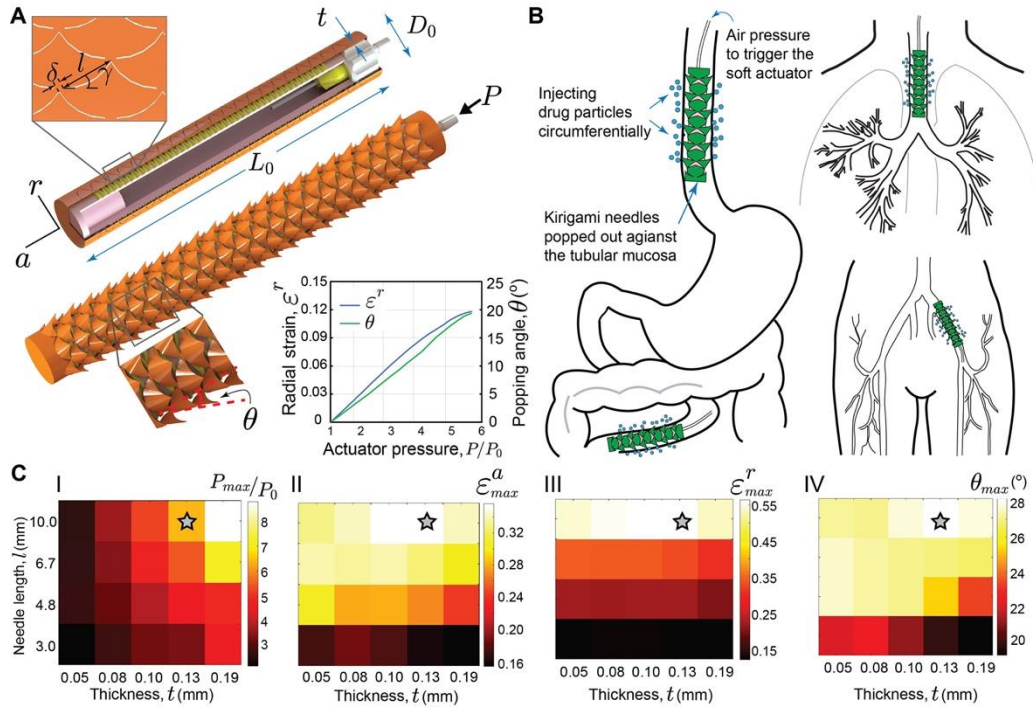 A
δ
l
γ
t
D₀
P
L₀
r
a
θ
Radial strain, εʳ
0.15
0.12
0.09
0.06
0.03
0
εʳ
θ
25
20
15
10
5
0
Popping angle, θ (º)
1 2 3 4 5 6
Actuator pressure, P/P₀
B
Air pressure
to trigger the
soft actuator
Injecting
drug particles
circumferentially
Kirigami needles
popped out agianst
the tubular mucosa
C
Needle length, l (mm)
10.0
6.7
4.8
3.0
I
Pmax/P₀
8
7
6
5
4
3
0.05 0.08 0.10 0.13 0.19
Thickness, t (mm)
II
εᵃmax
0.32
0.28
0.24
0.20
0.16
0.05 0.08 0.10 0.13 0.19
Thickness, t (mm)
III
εʳmax
0.55
0.45
0.35
0.25
0.15
0.05 0.08 0.10 0.13 0.19
Thickness, t (mm)
IV
θmax (º)
28
26
24
22
20
0.05 0.08 0.10 0.13 0.19
Thickness, t (mm)